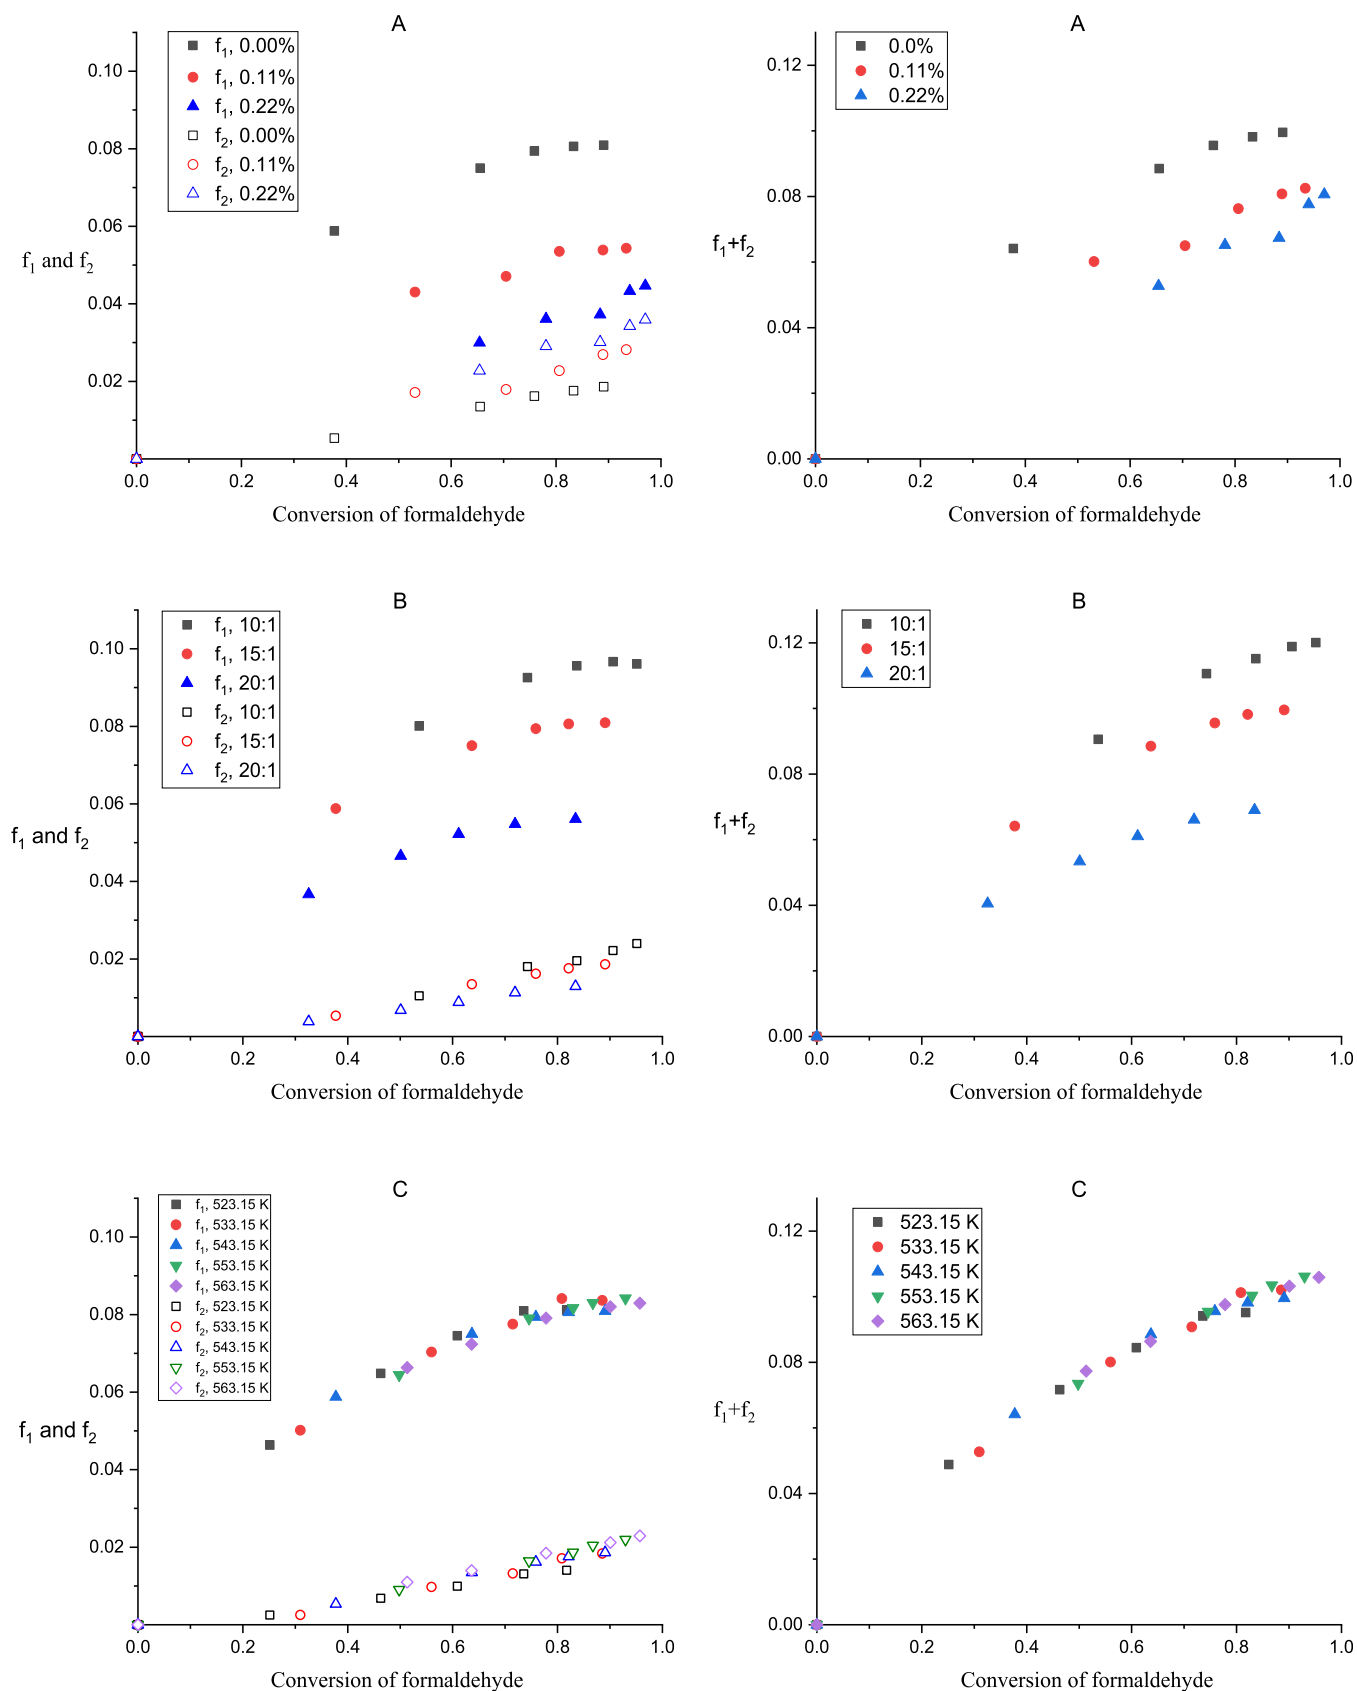 A
f₁, 0.00%
f₁, 0.11%
f₁, 0.22%
f₂, 0.00%
f₂, 0.11%
f₂, 0.22%
0.10
0.08
0.06
0.04
0.02
0.0 0.2 0.4 0.6 0.8 1.0
f₁ and f₂
Conversion of formaldehyde
A
0.0%
0.11%
0.22%
0.12
0.08
0.04
0.00
0.0 0.2 0.4 0.6 0.8 1.0
f₁+f₂
Conversion of formaldehyde
B
f₁, 10:1
f₁, 15:1
f₁, 20:1
f₂, 10:1
f₂, 15:1
f₂, 20:1
0.10
0.08
0.06
0.04
0.02
0.0 0.2 0.4 0.6 0.8 1.0
f₁ and f₂
Conversion of formaldehyde
B
10:1
15:1
20:1
0.12
0.08
0.04
0.00
0.0 0.2 0.4 0.6 0.8 1.0
f₁+f₂
Conversion of formaldehyde
C
f₁, 523.15 K
f₁, 533.15 K
f₁, 543.15 K
f₁, 553.15 K
f₁, 563.15 K
f₂, 523.15 K
f₂, 533.15 K
f₂, 543.15 K
f₂, 553.15 K
f₂, 563.15 K
0.10
0.08
0.06
0.04
0.02
0.0 0.2 0.4 0.6 0.8 1.0
f₁ and f₂
Conversion of formaldehyde
C
523.15 K
533.15 K
543.15 K
553.15 K
563.15 K
0.12
0.08
0.04
0.00
0.0 0.2 0.4 0.6 0.8 1.0
f₁+f₂
Conversion of formaldehyde